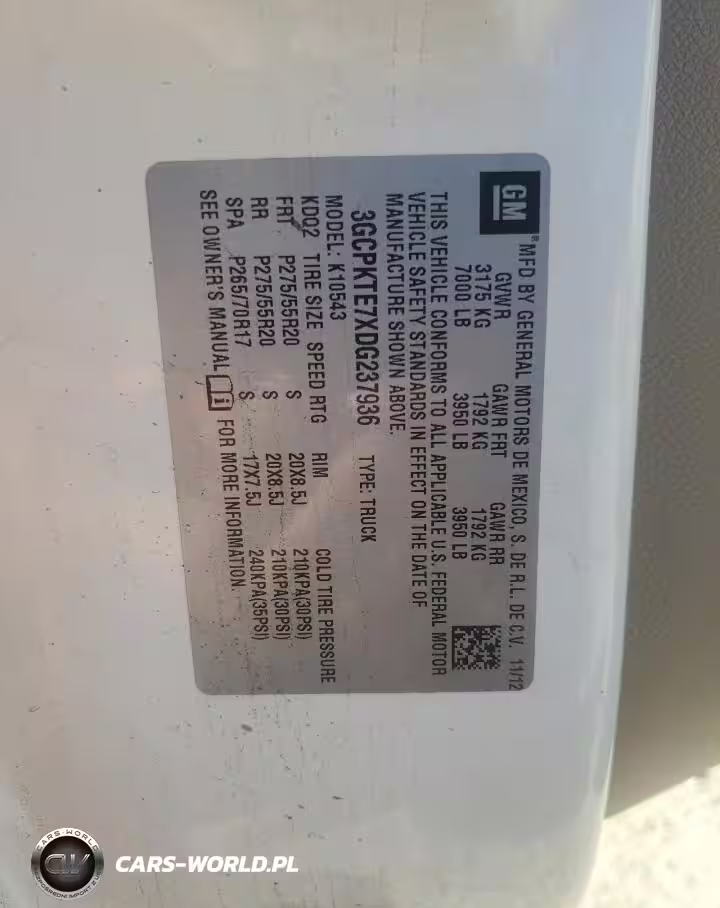 GM
® MFD BY GENERAL MOTORS DE MEXICO, S. DE R.L. DE C.V. 11/12
GVWR GAWR FRT GAWR RR
3175 KG 1792 KG 1792 KG
7000 LB 3950 LB 3950 LB
THIS VEHICLE CONFORMS TO ALL APPLICABLE U.S. FEDERAL MOTOR
VEHICLE SAFETY STANDARDS IN EFFECT ON THE DATE OF
MANUFACTURE SHOWN ABOVE.
3GCPKTE7XDG237936 TYPE: TRUCK
MODEL: K10543
KDQ2 TIRE SIZE SPEED RTG RIM COLD TIRE PRESSURE
FRT P275/55R20 S 20X8.5J 210KPA(30PSI)
RR P275/55R20 S 20X8.5J 210KPA(30PSI)
SPA P265/70R17 S 17X7.5J 240KPA(35PSI)
SEE OWNER'S MANUAL i FOR MORE INFORMATION.
CARS-WORLD
CW
CARS-WORLD.PL